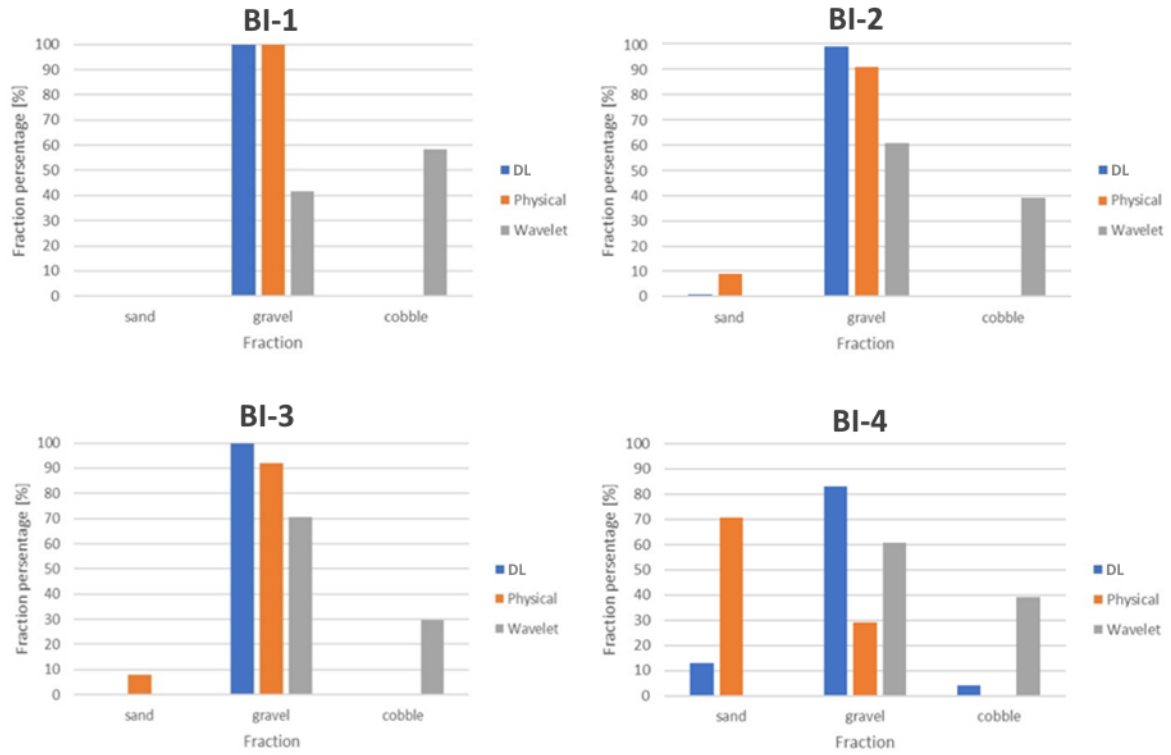 BI-1
Fraction persentage [%]
100
90
80
70
60
50
40
30
20
10
0
sand gravel cobble
Fraction
DL
Physical
Wavelet
BI-2
Fraction persentage [%]
100
90
80
70
60
50
40
30
20
10
0
sand gravel cobble
Fraction
DL
Physical
Wavelet
BI-3
Fraction persentage [%]
100
90
80
70
60
50
40
30
20
10
0
sand gravel cobble
Fraction
DL
Physical
Wavelet
BI-4
Fraction persentage [%]
100
90
80
70
60
50
40
30
20
10
0
sand gravel cobble
Fraction
DL
Physical
Wavelet